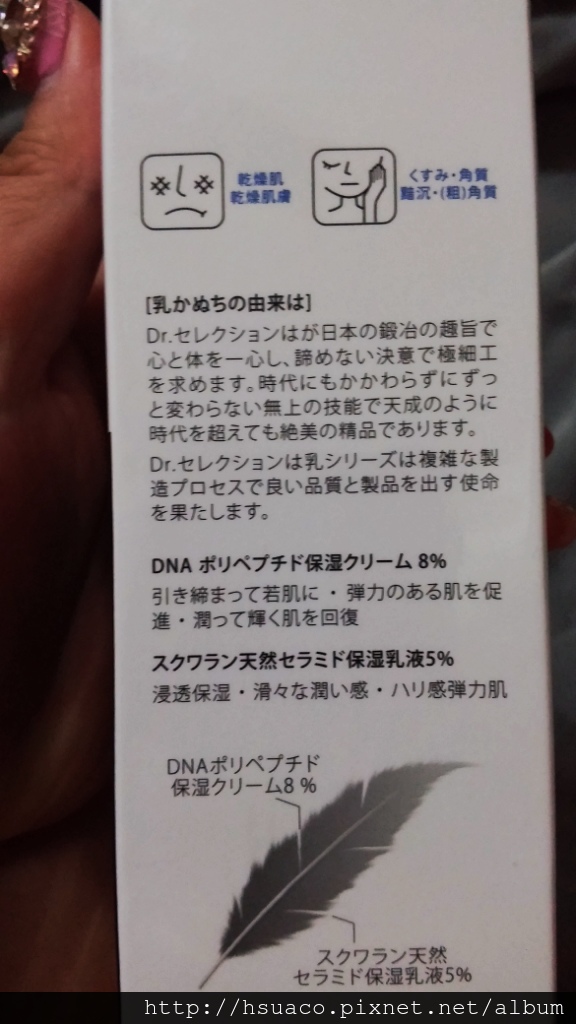 乾燥肌
乾燥肌膚
くすみ・角質
黯沉・(粗)角質
[乳かぬちの由来は]
Dr.セレクションはが日本の鍛冶の趣旨で
心と体を一心し、諦めない決意で極細工
を求めます。時代にもかかわらずにずっ
と変わらない無上の技能で天成のように
時代を超えても絶美の精品であります。
Dr.セレクションは乳シリーズは複雑な製
造プロセスで良い品質と製品を出す使命
を果たします。
DNA ポリペプチド保湿クリーム 8%
引き締まって若肌に・弾力のある肌を促
進・潤って輝く肌を回復
スクワラン天然セラミド保湿乳液5%
浸透保湿・滑々な潤い感・ハリ感弾力肌
DNAポリペプチド
保湿クリーム8 %
スクワラン天然
セラミド保湿乳液5%
http://hsuaco.pixnet.net/album